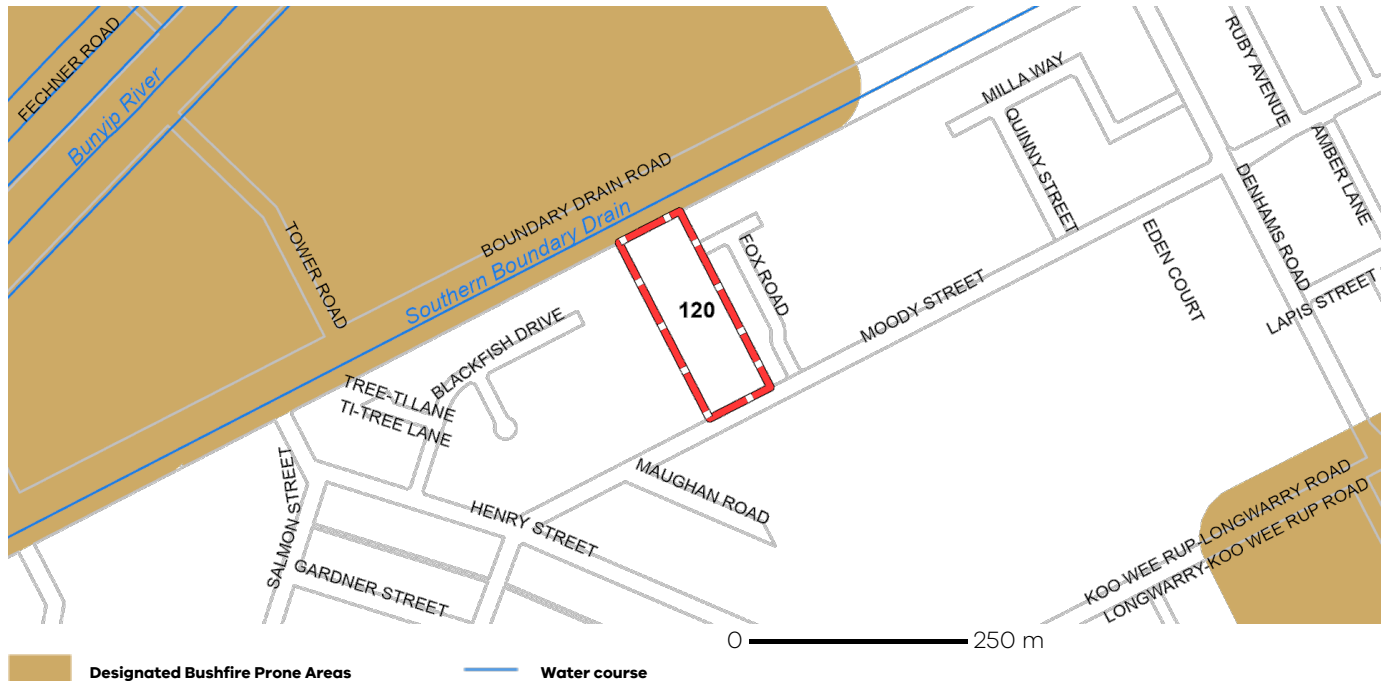 FECHNER ROAD
Bunyip River
TOWER ROAD
BOUNDARY DRAIN ROAD
Southern Boundary Drain
MILLA WAY
QUINNY STREET
RUBY AVENUE
AMBER LANE
DENHAMS ROAD
EDEN COURT
LAPIS STREET
FOX ROAD
120
MOODY STREET
BLACKFISH DRIVE
TREE-TI LANE
TI-TREE LANE
SALMON STREET
HENRY STREET
GARDNER STREET
MAUGHAN ROAD
KOO WEE RUP-LONGWARRY ROAD
LONGWARRY-KOO WEE RUP ROAD
0 250 m
Designated Bushfire Prone Areas
Water course